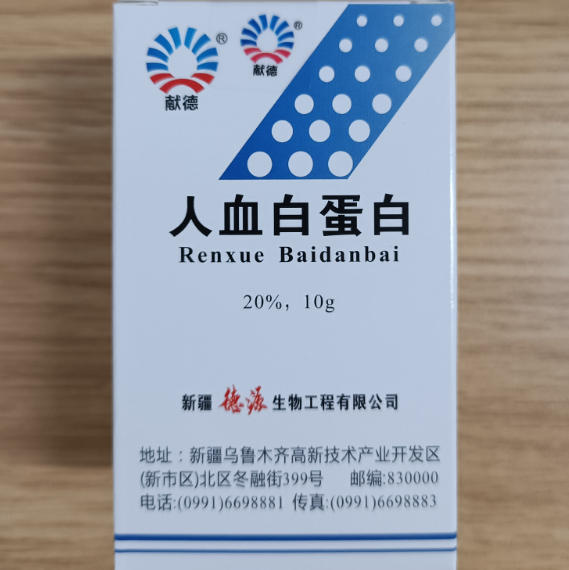 献德®
献德®
人血白蛋白
Renxue Baidanbai
20%，10g
新疆德源生物工程有限公司
地址：新疆乌鲁木齐高新技术产业开发区
(新市区)北区冬融街399号 邮编:830000
电话:(0991)6698881 传真:(0991)6698883